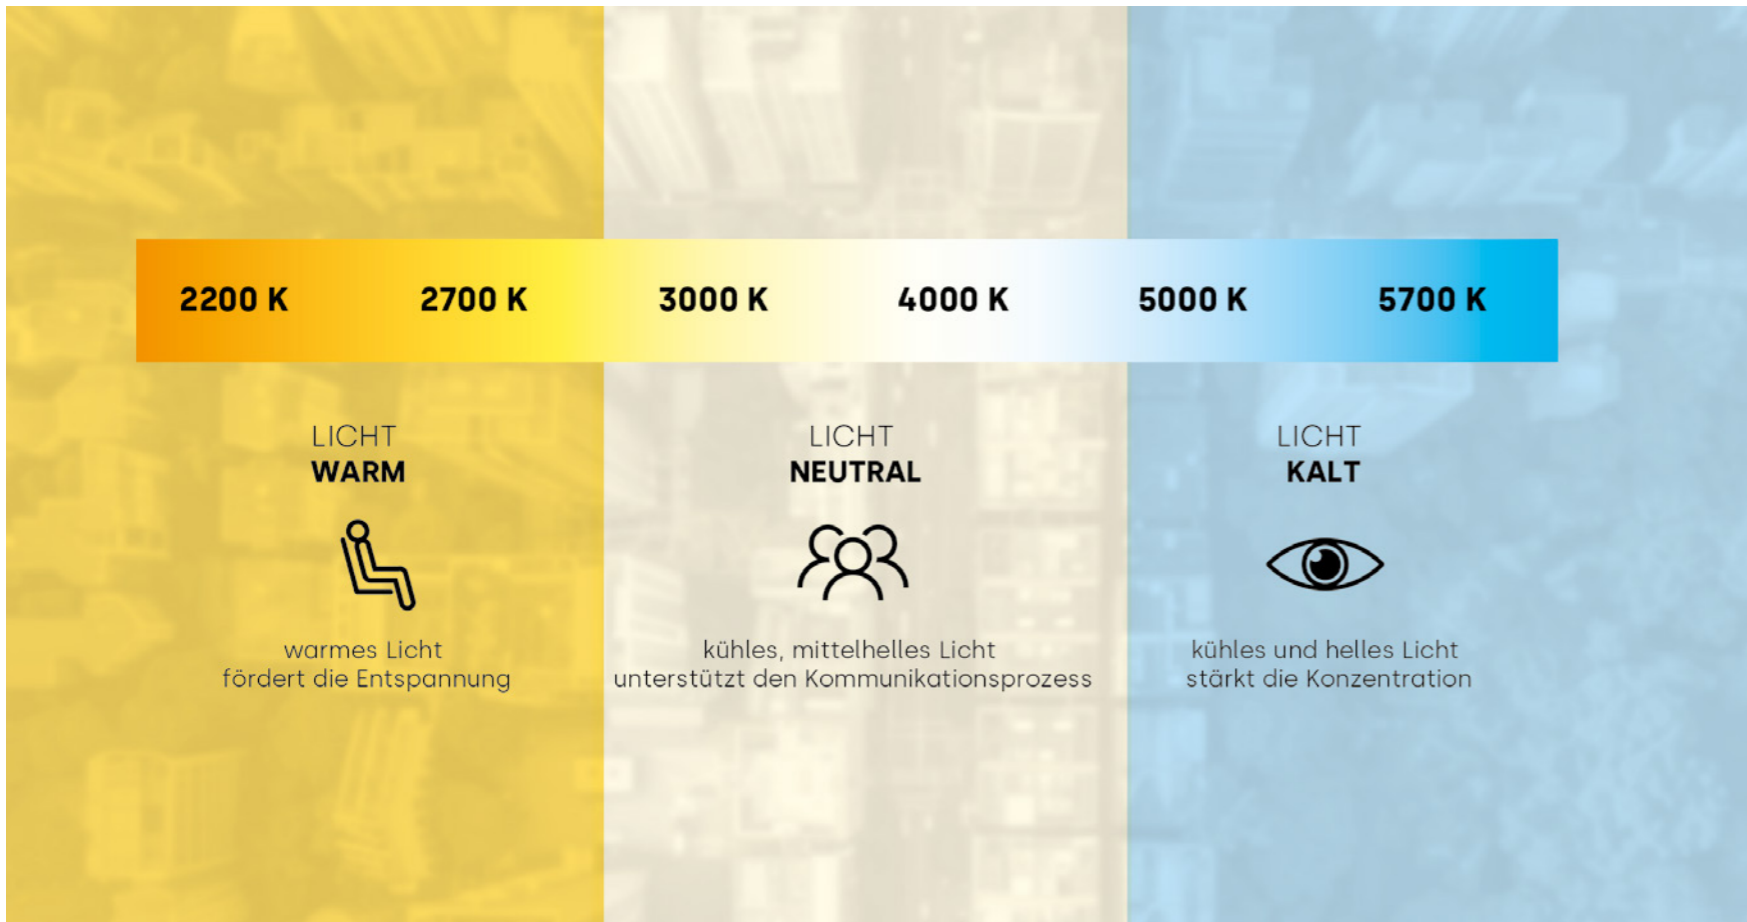 2200 K
2700 K
3000 K
4000 K
5000 K
5700 K
LICHT
WARM
warmes Licht
fördert die Entspannung
LICHT
NEUTRAL
kühles, mittelhelles Licht
unterstützt den Kommunikationsprozess
LICHT
KALT
kühles und helles Licht
stärkt die Konzentration